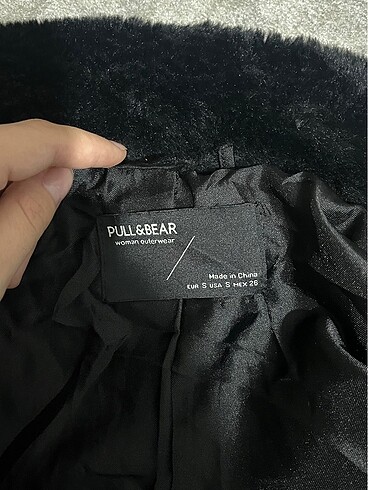 PULL&BEAR
woman outerwear
Made in China
EUR S USA S MEX 26